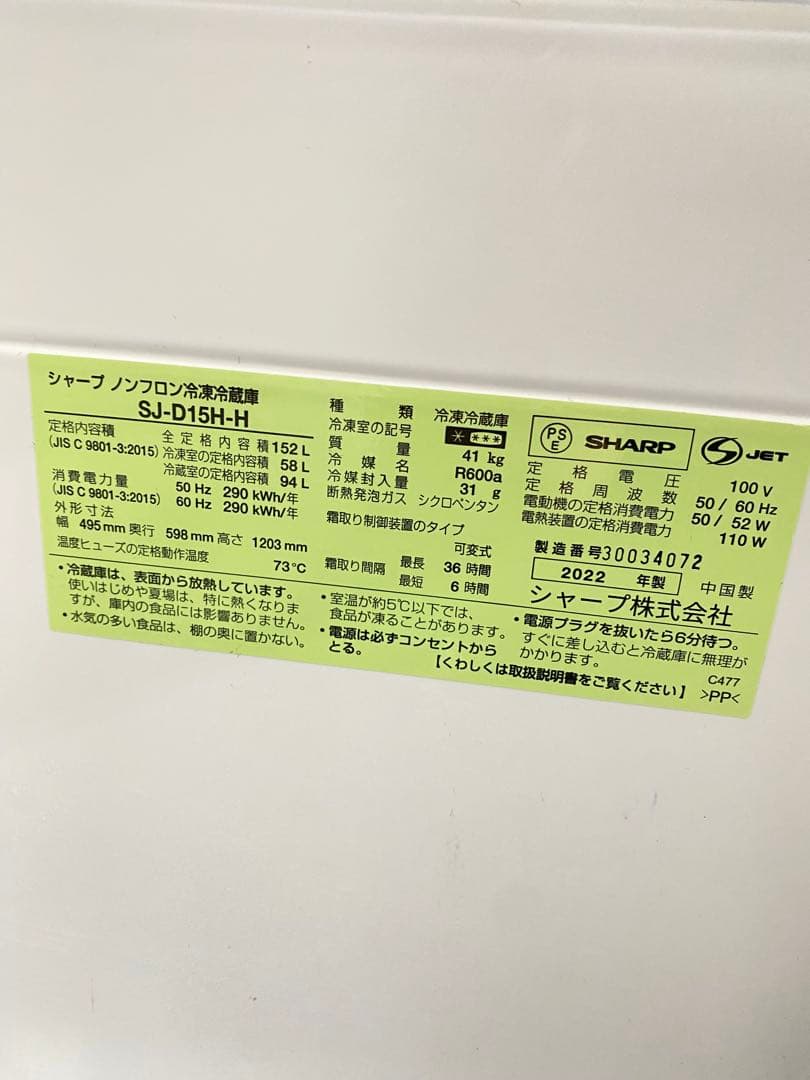 シャープ ノンフロン冷凍冷蔵庫
SJ-D15H-H
定格内容積
(JIS C 9801-3:2015)
全定格内容積 152 L
冷凍室の定格内容積 58 L
冷蔵室の定格内容積 94 L
消費電力量
(JIS C 9801-3:2015)
50 Hz 290 kWh/年
60 Hz 290 kWh/年
外形寸法
幅 495 mm 奥行 598 mm 高さ 1203 mm
温度ヒューズの定格動作温度 73℃
種類 冷凍冷蔵庫
冷凍室の記号 * ***
質量 41 kg
冷媒名 R600a
冷媒封入量 31 g
断熱発泡ガス シクロペンタン
霜取り制御装置のタイプ
可変式
霜取り間隔 最長 36 時間
最短 6 時間
PSE
SHARP
S JET
定格電圧 100 V
定格周波数 50 / 60 Hz
電動機の定格消費電力 50 / 52 W
電熱装置の定格消費電力 110 W
製造番号 30034072
2022 年製
中国製
シャープ株式会社
・冷蔵庫は、表面から放熱しています。
使いはじめや夏場は、特に熱くなりま
すが、庫内の食品には影響ありません。
・水気の多い食品は、棚の奥に置かない。
・室温が約5℃以下では、
食品が凍ることがあります。
・電源は必ずコンセントから
とる。
・電源プラグを抜いたら6分待つ。
すぐに差し込むと冷蔵庫に無理が
かかります。
【くわしくは取扱説明書をご覧ください】
C477
>PP<